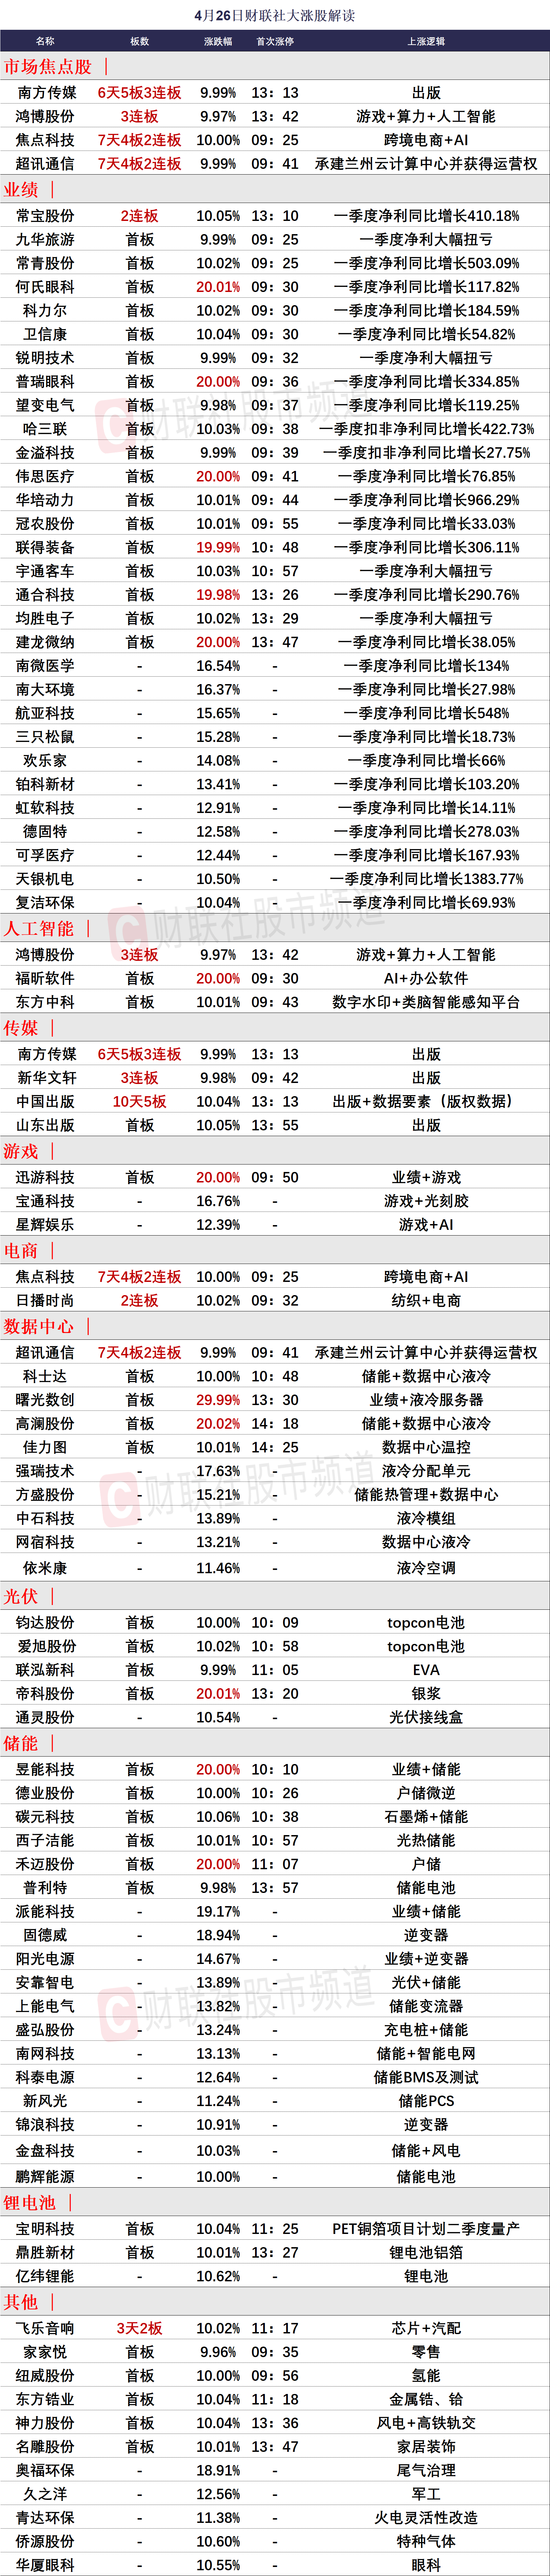 4月26日财联社大涨股解读
名称 板数 涨跌幅 首次涨停 上涨逻辑
市场焦点股 |
南方传媒 6天5板3连板 9.99% 13：13 出版
鸿博股份 3连板 9.97% 13：42 游戏+算力+人工智能
焦点科技 7天4板2连板 10.00% 09：25 跨境电商+AI
超讯通信 7天4板2连板 9.99% 09：41 承建兰州云计算中心并获得运营权
业绩 |
常宝股份 2连板 10.05% 13：10 一季度净利同比增长410.18%
九华旅游 首板 9.99% 09：25 一季度净利大幅扭亏
常青股份 首板 10.02% 09：25 一季度净利同比增长503.09%
何氏眼科 首板 20.01% 09：30 一季度净利同比增长117.82%
科力尔 首板 10.02% 09：30 一季度净利同比增长184.59%
卫信康 首板 10.04% 09：30 一季度净利同比增长54.82%
锐明技术 首板 9.99% 09：32 一季度净利大幅扭亏
普瑞眼科 首板 20.00% 09：36 一季度净利同比增长334.85%
望变电气 首板 9.98% 09：37 一季度净利同比增长119.25%
哈三联 首板 10.03% 09：38 一季度扣非净利同比增长422.73%
金溢科技 首板 9.99% 09：39 一季度扣非净利同比增长27.75%
伟思医疗 首板 20.00% 09：41 一季度净利同比增长76.85%
华培动力 首板 10.01% 09：44 一季度净利同比增长966.29%
冠农股份 首板 10.01% 09：55 一季度净利同比增长33.03%
联得装备 首板 19.99% 10：48 一季度净利同比增长306.11%
宇通客车 首板 10.03% 10：57 一季度净利大幅扭亏
通合科技 首板 19.98% 13：26 一季度净利同比增长290.76%
均胜电子 首板 10.02% 13：29 一季度净利大幅扭亏
建龙微纳 首板 20.00% 13：47 一季度净利同比增长38.05%
南微医学 - 16.54% - 一季度净利同比增长134%
南大环境 - 16.37% - 一季度净利同比增长27.98%
航亚科技 - 15.65% - 一季度净利同比增长548%
三只松鼠 - 15.28% - 一季度净利同比增长18.73%
欢乐家 - 14.08% - 一季度净利同比增长66%
铂科新材 - 13.41% - 一季度净利同比增长103.20%
虹软科技 - 12.91% - 一季度净利同比增长14.11%
德固特 - 12.58% - 一季度净利同比增长278.03%
可孚医疗 - 12.44% - 一季度净利同比增长167.93%
天银机电 - 10.50% - 一季度净利同比增长1383.77%
复洁环保 - 10.04% - 一季度净利同比增长69.93%
人工智能 |
鸿博股份 3连板 9.97% 13：42 游戏+算力+人工智能
福昕软件 首板 20.00% 09：30 AI+办公软件
东方中科 首板 10.01% 09：43 数字水印+类脑智能感知平台
传媒 |
南方传媒 6天5板3连板 9.99% 13：13 出版
新华文轩 3连板 9.98% 09：42 出版
中国出版 10天5板 10.04% 13：13 出版+数据要素（版权数据）
山东出版 首板 10.05% 13：55 出版
游戏 |
迅游科技 首板 20.00% 09：50 业绩+游戏
宝通科技 - 16.76% - 游戏+光刻胶
星辉娱乐 - 12.39% - 游戏+AI
电商 |
焦点科技 7天4板2连板 10.00% 09：25 跨境电商+AI
日播时尚 2连板 10.02% 09：32 纺织+电商
数据中心 |
超讯通信 7天4板2连板 9.99% 09：41 承建兰州云计算中心并获得运营权
科士达 首板 10.00% 10：48 储能+数据中心液冷
曙光数创 首板 29.99% 13：30 业绩+液冷服务器
高澜股份 首板 20.02% 14：18 储能+数据中心液冷
佳力图 首板 10.01% 14：25 数据中心温控
强瑞技术 - 17.63% - 液冷分配单元
方盛股份 - 15.21% - 储能热管理+数据中心
中石科技 - 13.89% - 液冷模组
网宿科技 - 13.21% - 数据中心液冷
依米康 - 11.46% - 液冷空调
光伏 |
钧达股份 首板 10.00% 10：09 topcon电池
爱旭股份 首板 10.02% 10：58 topcon电池
联泓新科 首板 9.99% 11：05 EVA
帝科股份 首板 20.01% 13：20 银浆
通灵股份 - 10.54% - 光伏接线盒
储能 |
昱能科技 首板 20.00% 10：10 业绩+储能
德业股份 首板 10.00% 10：26 户储微逆
碳元科技 首板 10.06% 10：38 石墨烯+储能
西子洁能 首板 10.01% 10：57 光热储能
禾迈股份 首板 20.00% 11：07 户储
普利特 首板 9.98% 13：57 储能电池
派能科技 - 19.17% - 业绩+储能
固德威 - 18.94% - 逆变器
阳光电源 - 14.67% - 业绩+逆变器
安靠智电 - 13.89% - 光伏+储能
上能电气 - 13.82% - 储能变流器
盛弘股份 - 13.24% - 充电桩+储能
南网科技 - 13.13% - 储能+智能电网
科泰电源 - 12.64% - 储能BMS及测试
新风光 - 11.24% - 储能PCS
锦浪科技 - 10.91% - 逆变器
金盘科技 - 10.03% - 储能+风电
鹏辉能源 - 10.00% - 储能电池
锂电池 |
宝明科技 首板 10.04% 11：25 PET铜箔项目计划二季度量产
鼎胜新材 首板 10.01% 13：27 锂电池铝箔
亿纬锂能 - 10.62% - 锂电池
其他 |
飞乐音响 3天2板 10.02% 11：17 芯片+汽配
家家悦 首板 9.96% 09：35 零售
纽威股份 首板 10.00% 09：56 氢能
东方锆业 首板 10.04% 11：18 金属锆、铪
神力股份 首板 10.04% 13：36 风电+高铁轨交
名雕股份 首板 10.01% 13：47 家居装饰
奥福环保 - 18.91% - 尾气治理
久之洋 - 12.56% - 军工
青达环保 - 11.38% - 火电灵活性改造
侨源股份 - 10.60% - 特种气体
华厦眼科 - 10.55% - 眼科